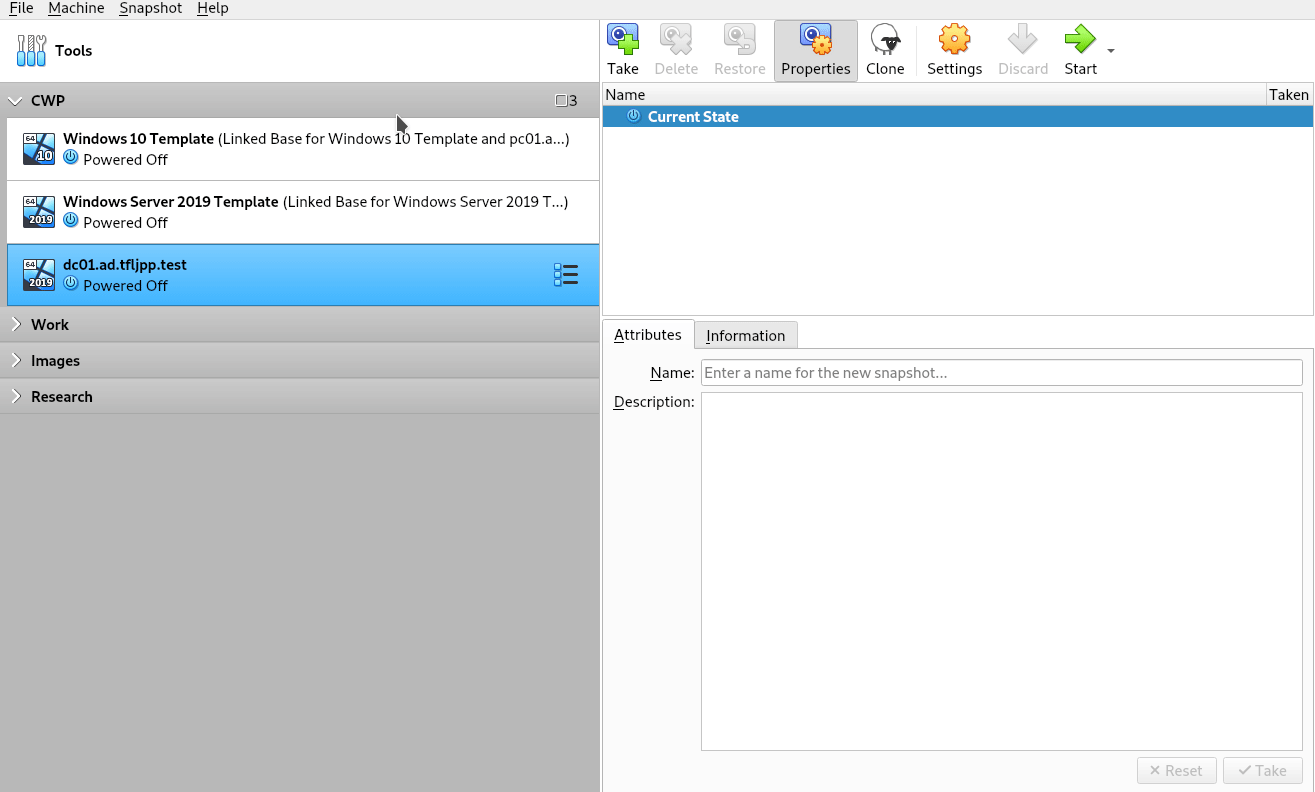 File Machine Snapshot Help
Tools
Take Delete Restore Properties Clone Settings Discard Start
CWP 3
Windows 10 Template (Linked Base for Windows 10 Template and pc01.a...)
64 10 Powered Off
Windows Server 2019 Template (Linked Base for Windows Server 2019 T...)
64 2019 Powered Off
dc01.ad.tfljpp.test
64 2019 Powered Off
Work
Images
Research
Name Taken
Current State
Attributes Information
Name: Enter a name for the new snapshot...
Description:
Reset Take